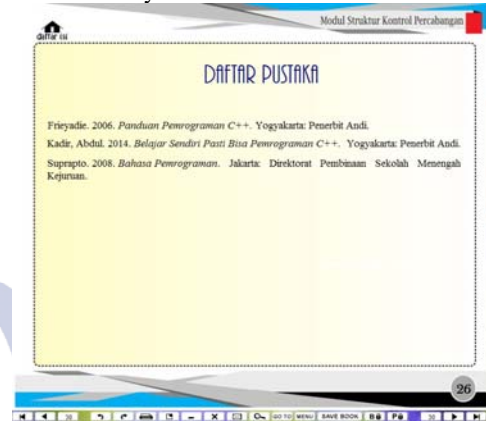 Modul Struktur Kontrol Percabangan
daftar isi
DAFTAR PUSTAKA
Frieyadie. 2006. Panduan Pemrograman C++. Yogyakarta: Penerbit Andi.
Kadir, Abdul. 2014. Belajar Sendiri Pasti Bisa Pemrograman C++. Yogyakarta: Penerbit Andi.
Suprapto. 2008. Bahasa Pemrograman. Jakarta: Direktorat Pembinaan Sekolah Menengah
Kejuruan.
26
GO TO MENU SAVE BOOK